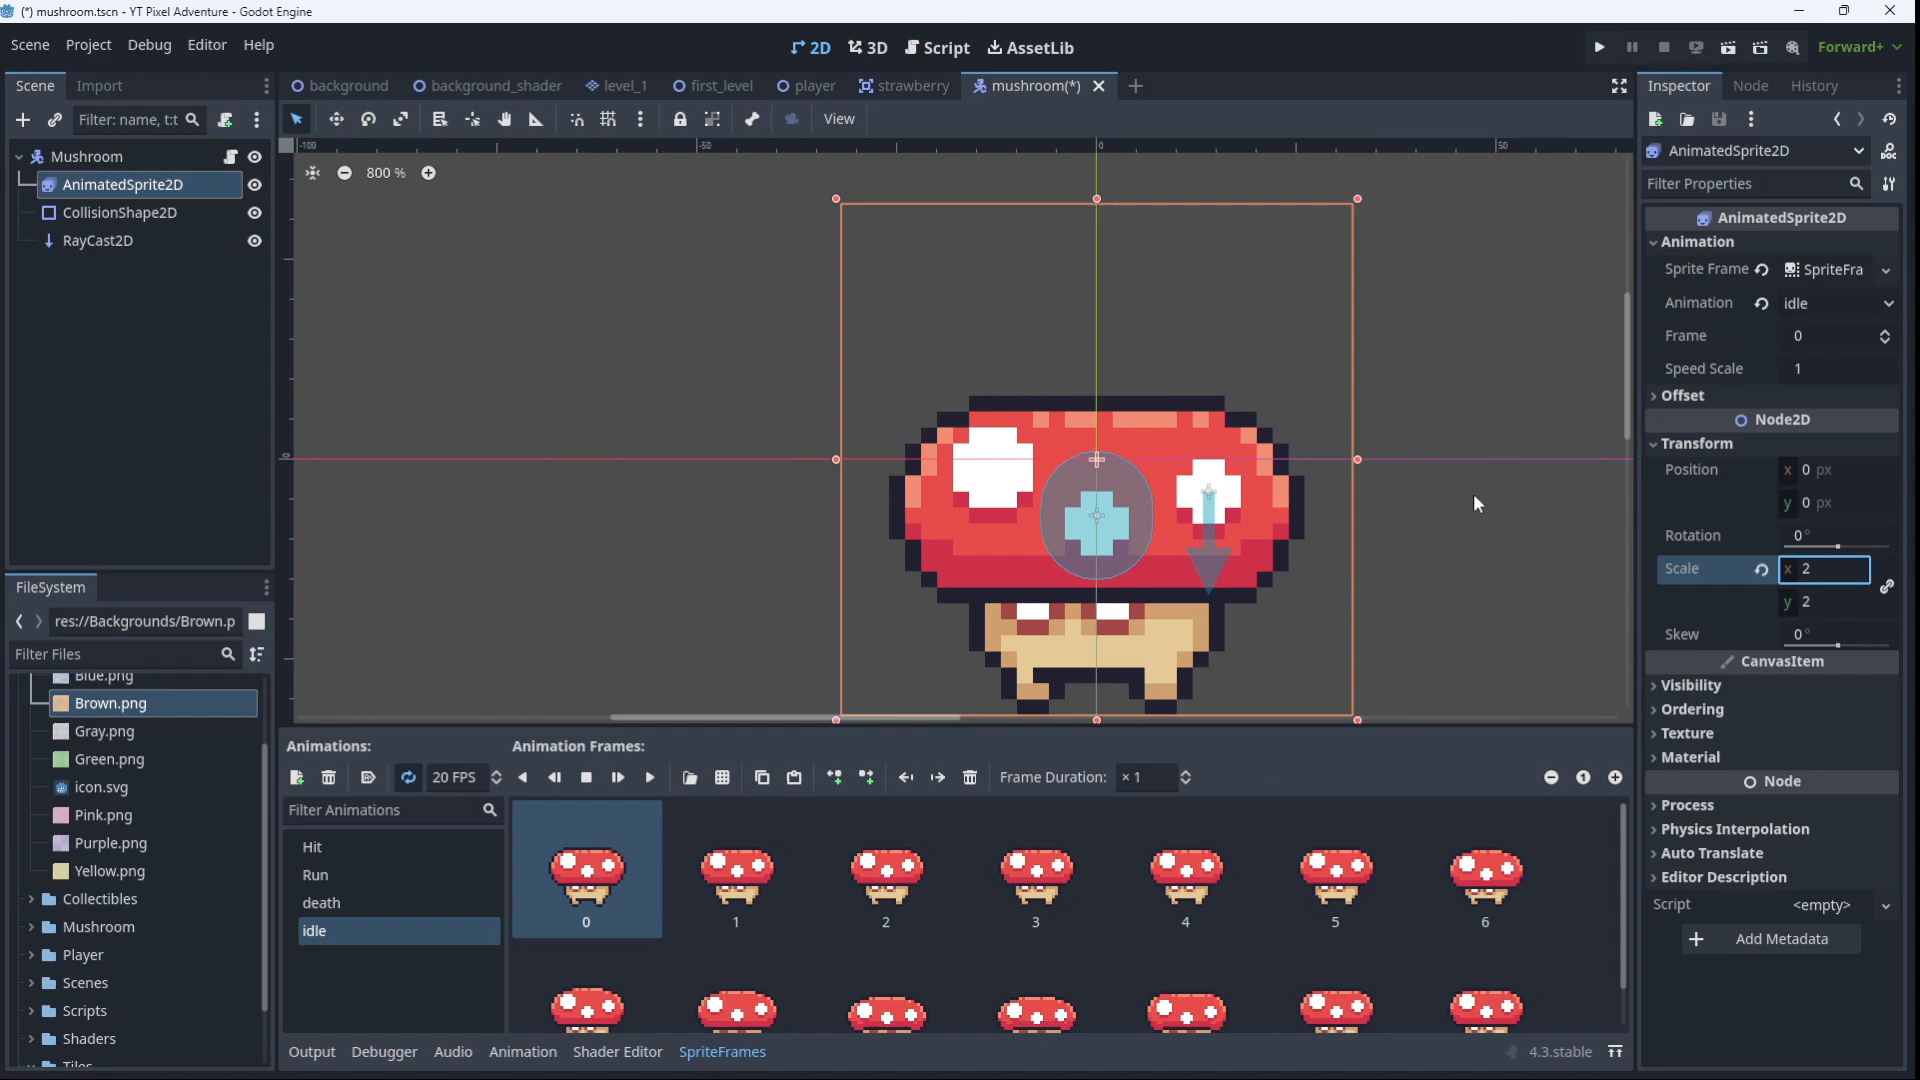 (*) mushroom.tscn - YT Pixel Adventure - Godot Engine
Scene Project Debug Editor Help
2D 3D Script AssetLib
Forward+
Scene Import
background background_shader level_1 first_level player strawberry mushroom(*)
Inspector Node History
Filter: name, t:t
View
Mushroom
AnimatedSprite2D
CollisionShape2D
RayCast2D
-100 -50 0 50
800 %
0
AnimatedSprite2D
Filter Properties
AnimatedSprite2D
Animation
Sprite Frame SpriteFra
Animation idle
Frame 0
Speed Scale 1
Offset
Node2D
Transform
Position x 0 px
y 0 px
Rotation 0°
Scale x 2
y 2
Skew 0°
CanvasItem
Visibility
Ordering
Texture
Material
Node
Process
Physics Interpolation
Auto Translate
Editor Description
Script <empty>
Add Metadata
FileSystem
res://Backgrounds/Brown.p
Filter Files
Blue.png
Brown.png
Gray.png
Green.png
icon.svg
Pink.png
Purple.png
Yellow.png
Collectibles
Mushroom
Player
Scenes
Scripts
Shaders
Tiles
Animations: Animation Frames:
20 FPS Frame Duration: ×1
Filter Animations
Hit
Run
death
idle
0 1 2 3 4 5 6
Output Debugger Audio Animation Shader Editor SpriteFrames
4.3.stable